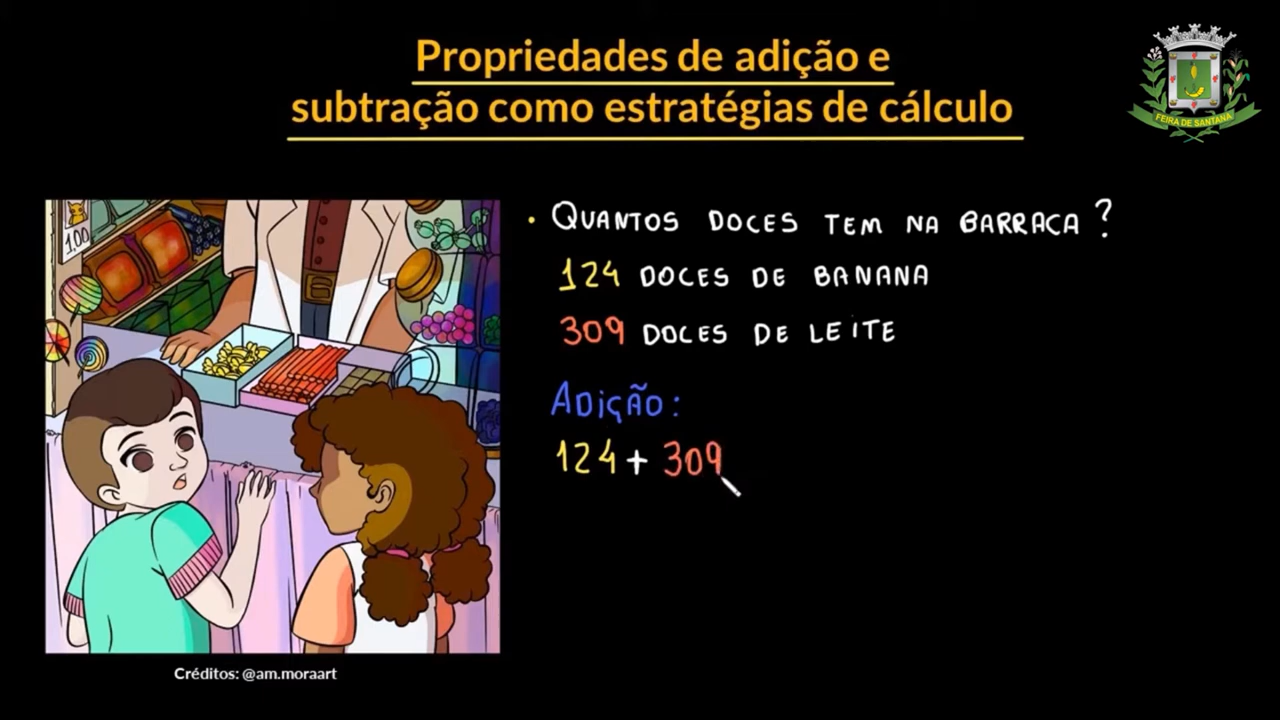 Propriedades de adição e
subtração como estratégias de cálculo
FEIRA DE SANTANA
1,00
• QUANTOS DOCES TEM NA BARRACA?
124 DOCES DE BANANA
309 DOCES DE LEITE
ADIÇÃO:
124 + 309
Créditos: @am.moraart